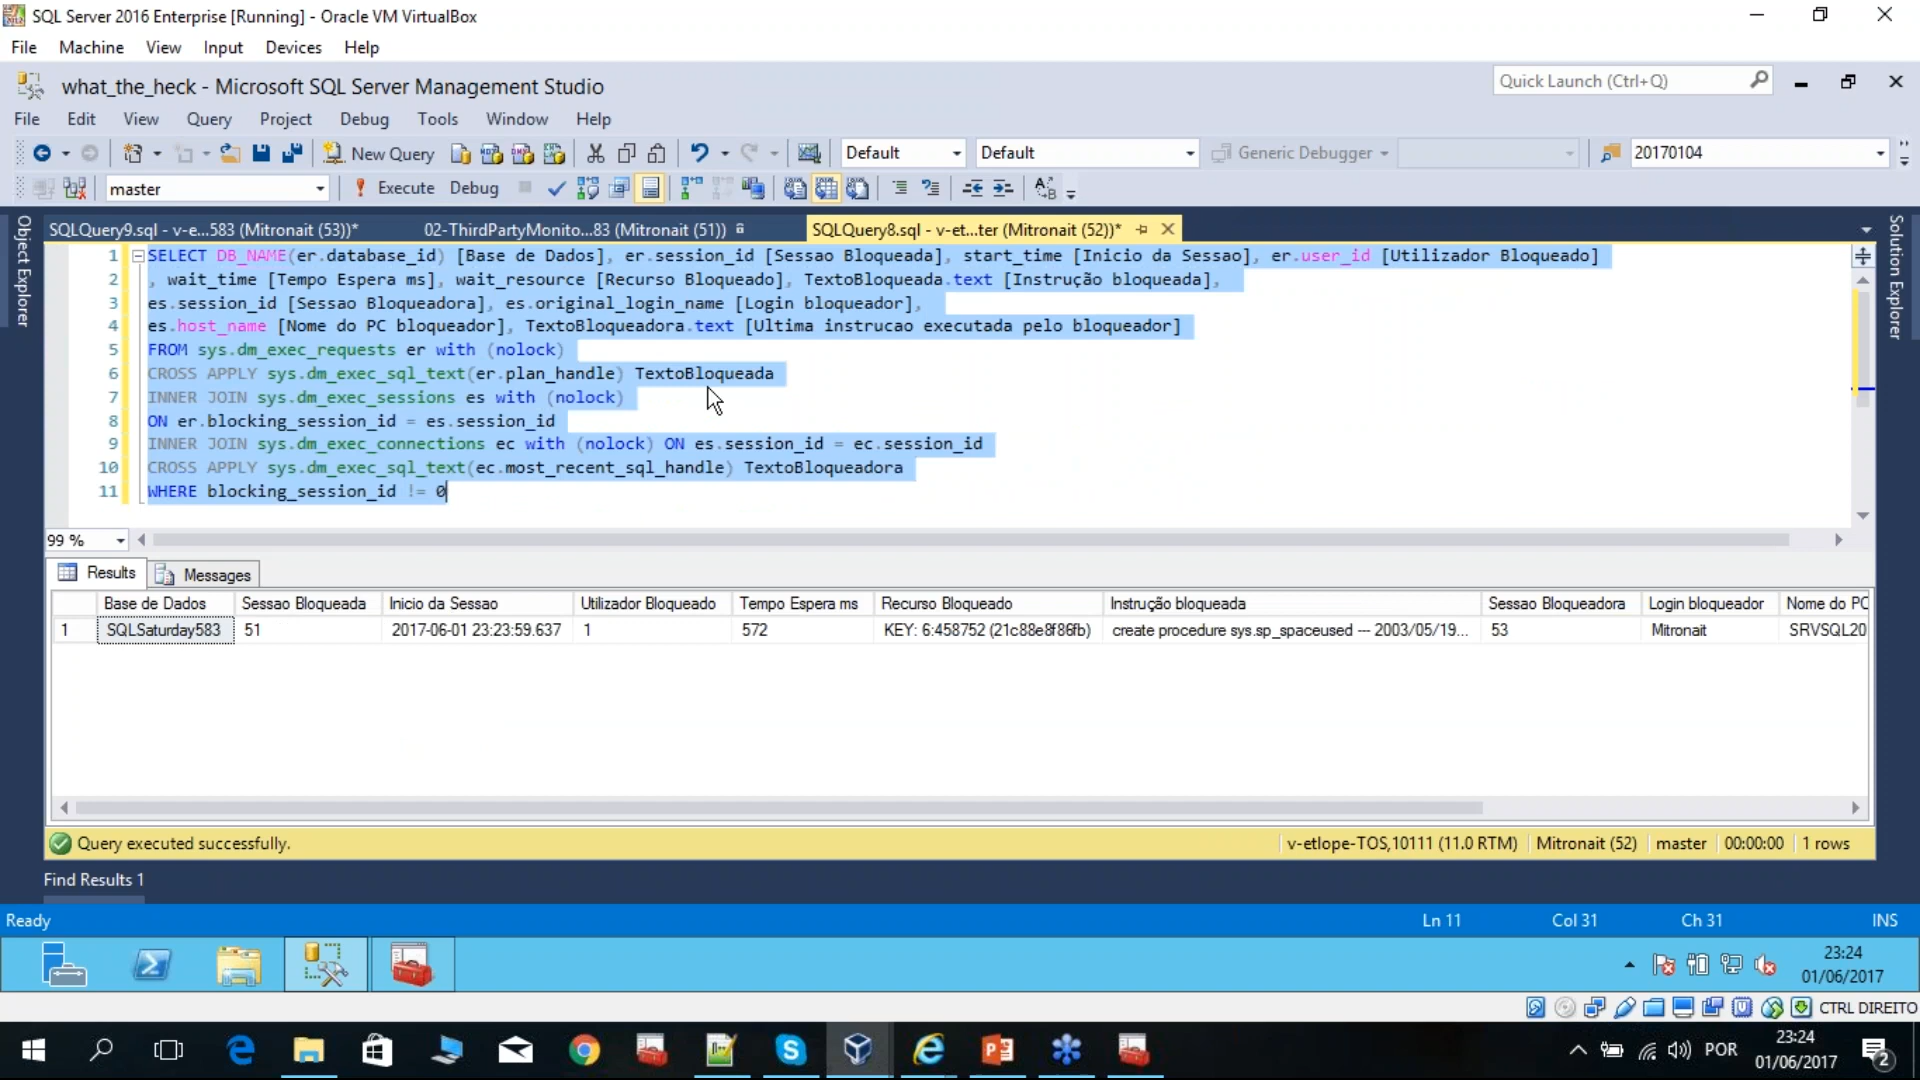 SQL Server 2016 Enterprise [Running] - Oracle VM VirtualBox
File Machine View Input Devices Help
what_the_heck - Microsoft SQL Server Management Studio
Quick Launch (Ctrl+Q)
File Edit View Query Project Debug Tools Window Help
New Query Default Default Generic Debugger 20170104
master Execute Debug
SQLQuery9.sql - v-e...583 (Mitronait (53))* 02-ThirdPartyMonito...83 (Mitronait (51)) SQLQuery8.sql - v-et...ter (Mitronait (52))*
Object Explorer
Solution Explorer
1 SELECT DB_NAME(er.database_id) [Base de Dados], er.session_id [Sessao Bloqueada], start_time [Inicio da Sessao], er.user_id [Utilizador Bloqueado]
2 , wait_time [Tempo Espera ms], wait_resource [Recurso Bloqueado], TextoBloqueada.text [Instrução bloqueada],
3 es.session_id [Sessao Bloqueadora], es.original_login_name [Login bloqueador],
4 es.host_name [Nome do PC bloqueador], TextoBloqueadora.text [Ultima instrucao executada pelo bloqueador]
5 FROM sys.dm_exec_requests er with (nolock)
6 CROSS APPLY sys.dm_exec_sql_text(er.plan_handle) TextoBloqueada
7 INNER JOIN sys.dm_exec_sessions es with (nolock)
8 ON er.blocking_session_id = es.session_id
9 INNER JOIN sys.dm_exec_connections ec with (nolock) ON es.session_id = ec.session_id
10 CROSS APPLY sys.dm_exec_sql_text(ec.most_recent_sql_handle) TextoBloqueadora
11 WHERE blocking_session_id != 0
99 %
Results Messages
Base de Dados Sessao Bloqueada Inicio da Sessao Utilizador Bloqueado Tempo Espera ms Recurso Bloqueado Instrução bloqueada Sessao Bloqueadora Login bloqueador Nome do PC
1 SQLSaturday583 51 2017-06-01 23:23:59.637 1 572 KEY: 6:458752 (21c88e8f86fb) create procedure sys.sp_spaceused --- 2003/05/19... 53 Mitronait SRVSQL20
Query executed successfully. v-etlope-TOS,10111 (11.0 RTM) Mitronait (52) master 00:00:00 1 rows
Find Results 1
Ready Ln 11 Col 31 Ch 31 INS
23:24
01/06/2017
CTRL DIREITO
POR
23:24
01/06/2017
2